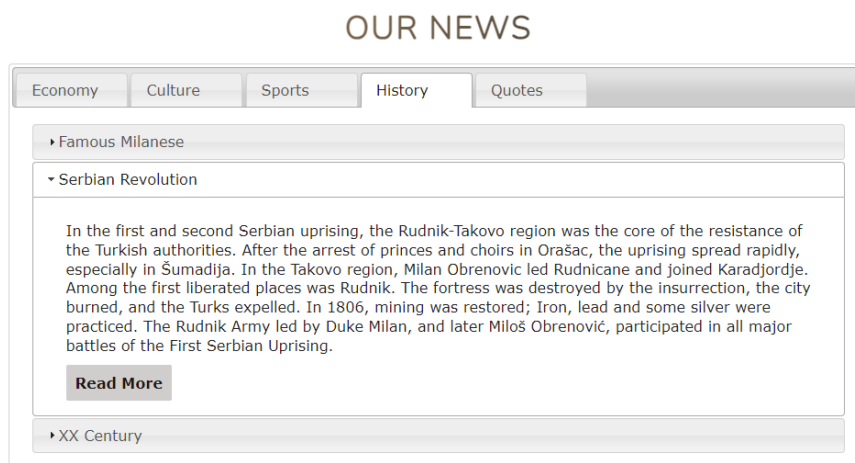 OUR NEWS
Economy Culture Sports History Quotes
Famous Milanese
Serbian Revolution
In the first and second Serbian uprising, the Rudnik-Takovo region was the core of the resistance of
the Turkish authorities. After the arrest of princes and choirs in Orašac, the uprising spread rapidly,
especially in Šumadija. In the Takovo region, Milan Obrenovic led Rudnicane and joined Karadjordje.
Among the first liberated places was Rudnik. The fortress was destroyed by the insurrection, the city
burned, and the Turks expelled. In 1806, mining was restored; Iron, lead and some silver were
practiced. The Rudnik Army led by Duke Milan, and later Miloš Obrenović, participated in all major
battles of the First Serbian Uprising.
Read More
XX Century